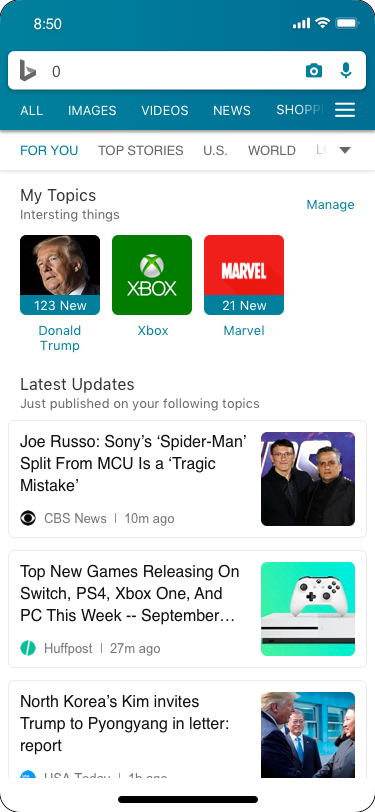 8:50
0
ALL IMAGES VIDEOS NEWS SHOPP
FOR YOU TOP STORIES U.S. WORLD
My Topics
Intersting things
Manage
123 New
XBOX
MARVEL
21 New
Donald
Trump
Xbox
Marvel
Latest Updates
Just published on your following topics
Joe Russo: Sony’s ‘Spider-Man’
Split From MCU Is a ‘Tragic
Mistake’
CBS News | 10m ago
Top New Games Releasing On
Switch, PS4, Xbox One, And
PC This Week -- September...
Huffpost | 27m ago
North Korea’s Kim invites
Trump to Pyongyang in letter:
report
USA Today | 1h ago